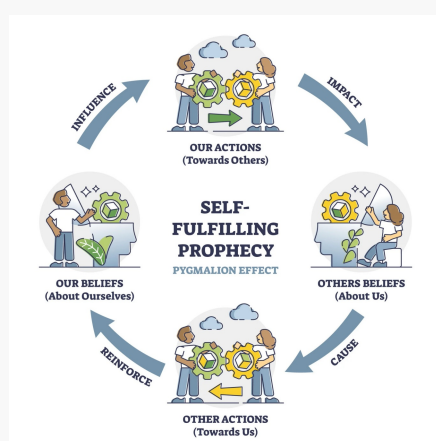 INFLUENCE
IMPACT
OUR ACTIONS
(Towards Others)
SELF-
FULFILLING
PROPHECY
PYGMALION EFFECT
OUR BELIEFS
(About Ourselves)
OTHERS BELIEFS
(About Us)
REINFORCE
CAUSE
OTHER ACTIONS
(Towards Us)